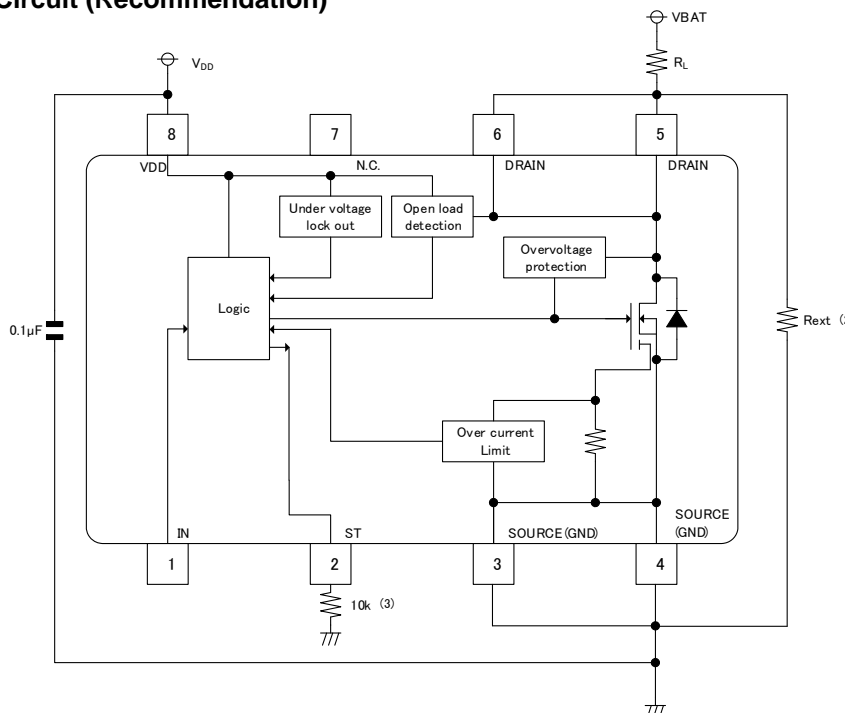 Circuit (Recommendation)
VBAT
VDD
RL
8
7
6
5
VDD
N.C.
DRAIN
DRAIN
Under voltage
lock out
Open load
detection
Overvoltage
protection
Logic
0.1μF
Rext (
Over current
Limit
IN
ST
SOURCE(GND)
SOURCE
(GND)
1
2
3
4
10k (3)